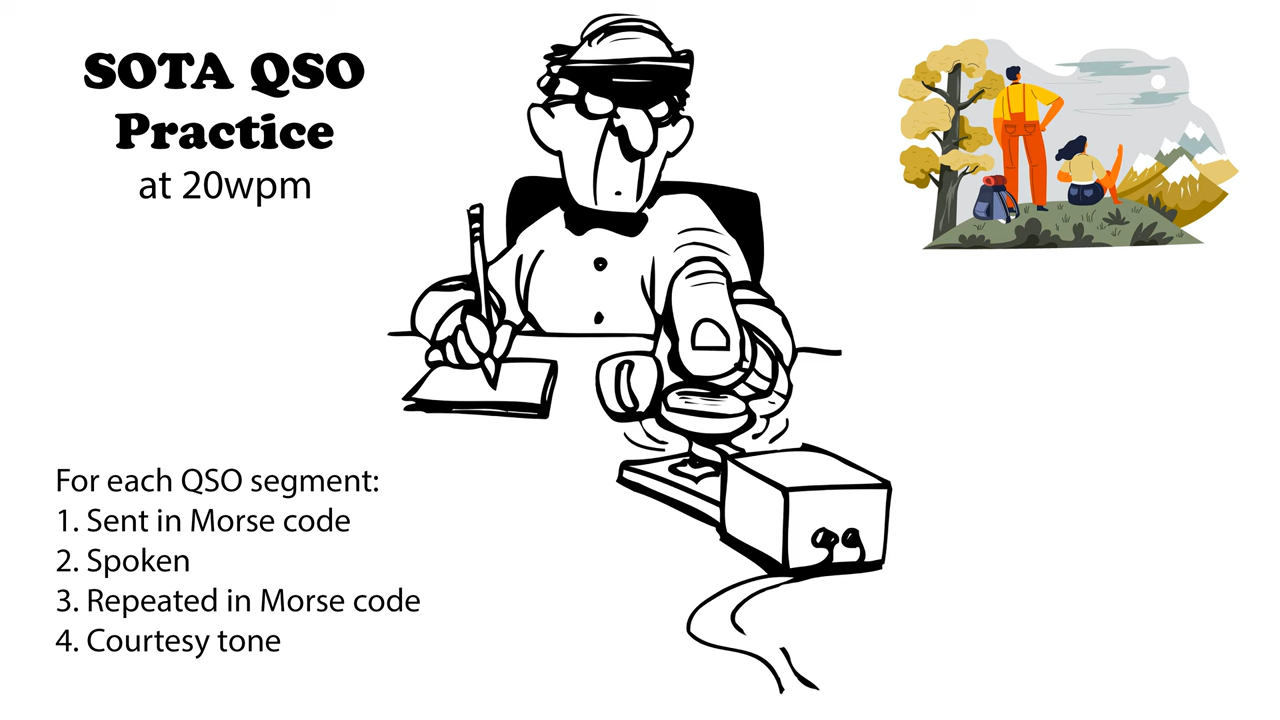 SOTA QSO
Practice
at 20wpm
For each QSO segment:
1. Sent in Morse code
2. Spoken
3. Repeated in Morse code
4. Courtesy tone